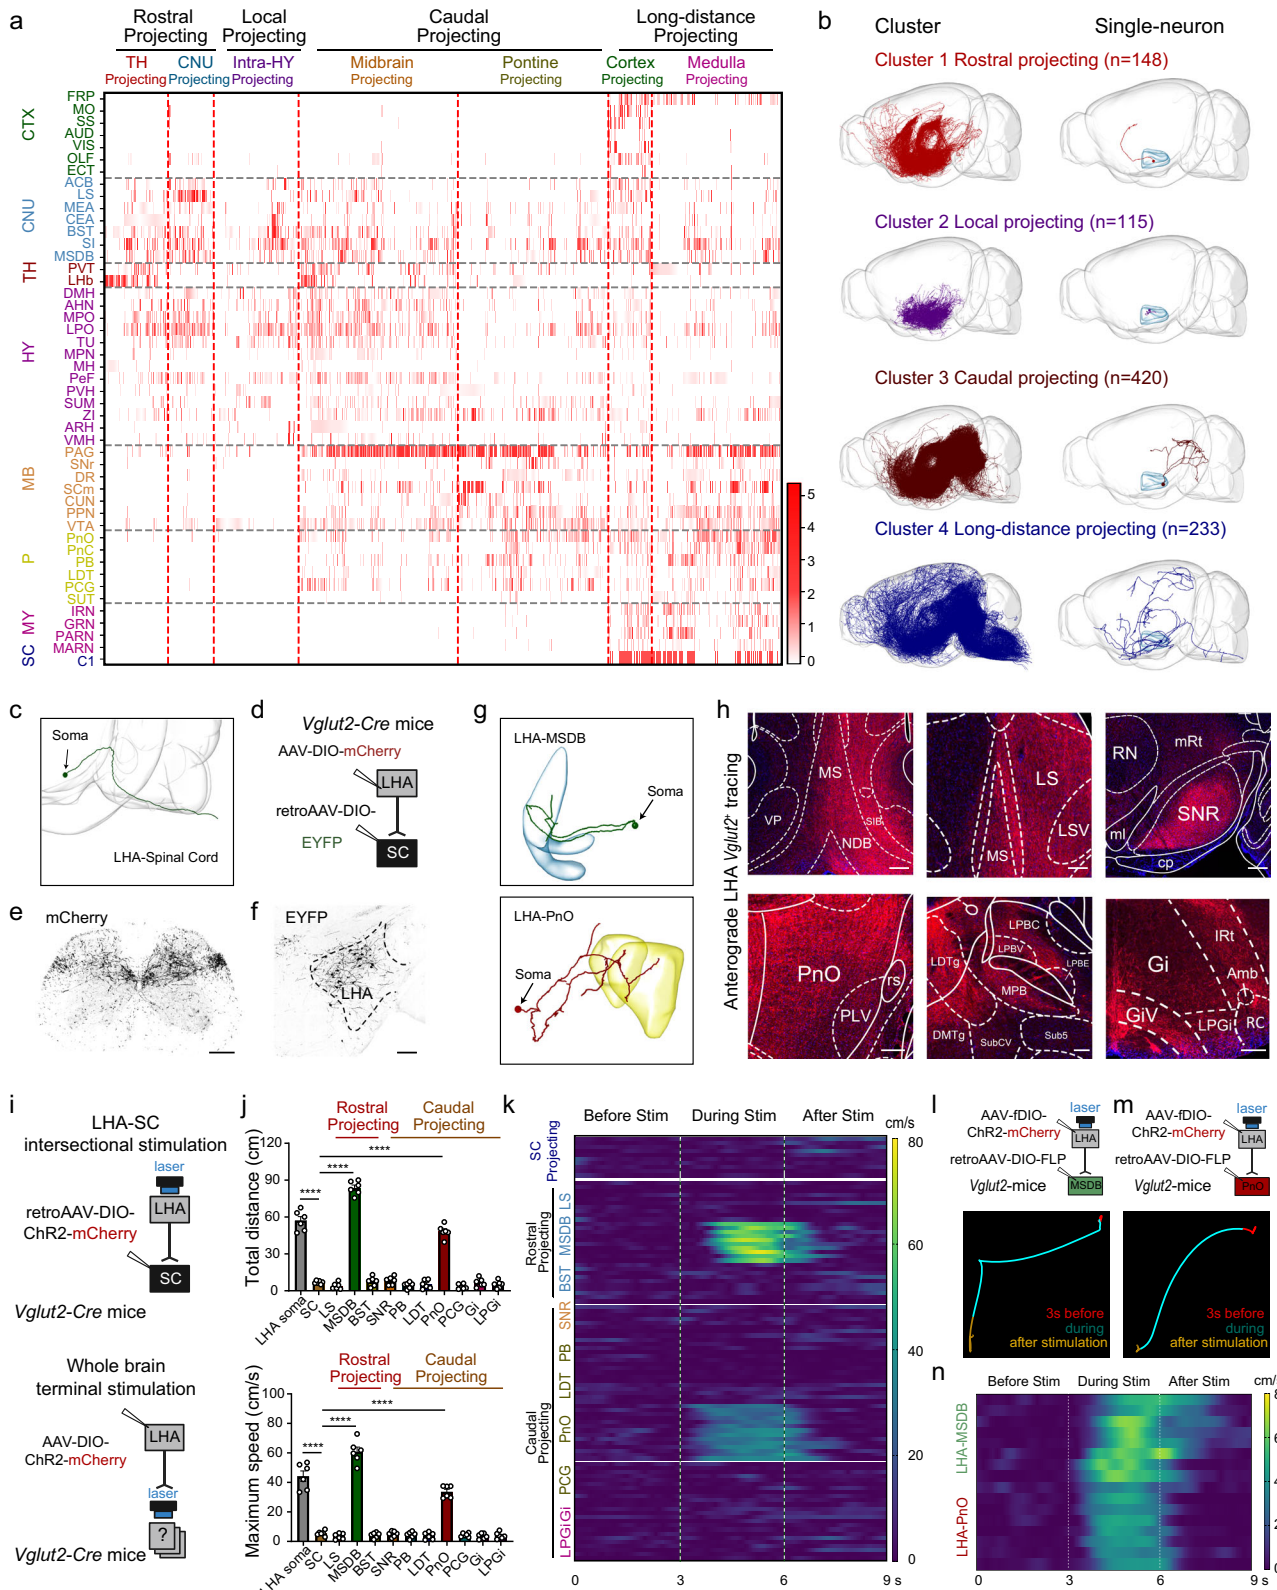 a
Rostral
Projecting
Local
Projecting
Caudal
Projecting
Long-distance
Projecting
TH
Projecting
CNU
Projecting
Intra-HY
Projecting
Midbrain
Projecting
Pontine
Projecting
Cortex
Projecting
Medulla
Projecting
CTX
FRP
MO
SS
AUD
VIS
OLF
ECT
CNU
ACB
LS
MEA
CEA
BST
SI
MSDB
TH
PVT
LHb
HY
DMH
AHN
MPO
LPO
TU
MPN
MH
PeF
PVH
SUM
ZI
ARH
VMH
MB
PAG
SNr
DR
SCm
CUN
PPN
VTA
P
PnO
PnC
PB
LDT
PCG
SUT
MY
IRN
GRN
PARN
MARN
SC
C1
5
4
3
2
1
0
b
Cluster
Single-neuron
Cluster 1 Rostral projecting (n=148)
Cluster 2 Local projecting (n=115)
Cluster 3 Caudal projecting (n=420)
Cluster 4 Long-distance projecting (n=233)
c
Soma
LHA-Spinal Cord
d
Vglut2-Cre mice
AAV-DIO-mCherry
LHA
retroAAV-DIO-
EYFP
SC
e
mCherry
f
EYFP
LHA
g
LHA-MSDB
Soma
LHA-PnO
Soma
h
Anterograde LHA Vglut2+ tracing
MS
VP
SIB
NDB
LS
LSV
MS
RN
mRt
SNR
ml
cp
PnO
rs
PLV
LPBC
LPBV
LDTg
LPBE
MPB
DMTg
SubCV
Sub5
IRt
Gi
Amb
GiV
LPGi
RC
i
LHA-SC
intersectional stimulation
laser
LHA
retroAAV-DIO-
ChR2-mCherry
SC
Vglut2-Cre mice
Whole brain
terminal stimulation
LHA
AAV-DIO-
ChR2-mCherry
laser
?
Vglut2-Cre mice
j
Rostral
Projecting
Caudal
Projecting
Total distance (cm)
120
90
60
30
0
****
****
****
LHA soma
SC
LS
MSDB
BST
SNR
PB
LDT
PnO
PCG
Gi
LPGi
Rostral
Projecting
Caudal
Projecting
Maximum speed (cm/s)
100
80
60
40
20
0
****
****
****
LHA soma
SC
LS
MSDB
BST
SNR
PB
LDT
PnO
PCG
Gi
LPGi
k
Before Stim
During Stim
After Stim
cm/s
SC
Projecting
Rostral
Projecting
LS
MSDB
BST
Caudal
Projecting
SNR
PB
LDT
PnO
PCG
Gi
LPGi
80
60
40
20
0
0
3
6
9 s
l
AAV-fDIO-
ChR2-mCherry
laser
LHA
retroAAV-DIO-FLP
Vglut2-mice
MSDB
3s before
during
after stimulation
m
AAV-fDIO-
ChR2-mCherry
laser
LHA
retroAAV-DIO-FLP
Vglut2-mice
PnO
3s before
during
after stimulation
n
Before Stim
During Stim
After Stim
cm/
LHA-MSDB
LHA-PnO
8
6
4
2
0
0
3
6
9 s